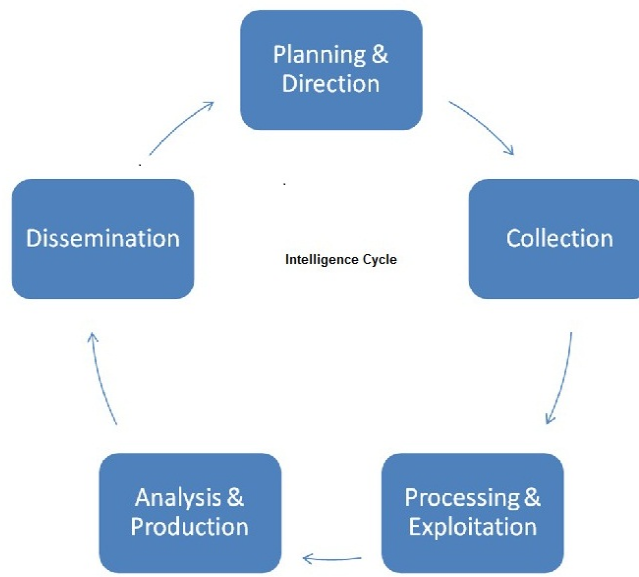 Planning &
Direction
Dissemination
Collection
Intelligence Cycle
Analysis &
Production
Processing &
Exploitation